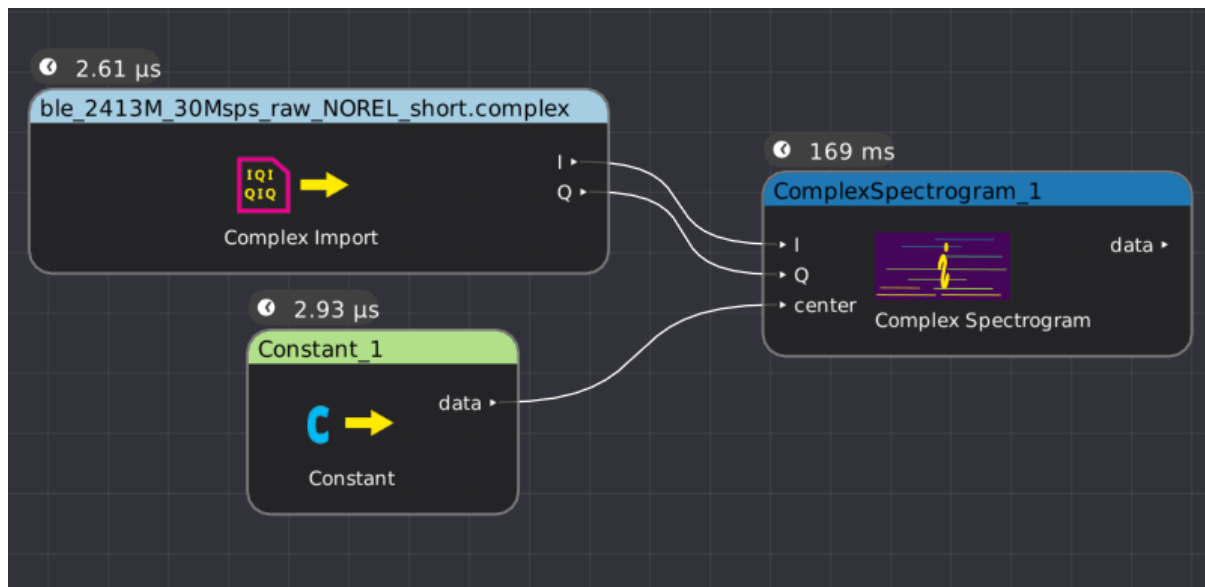 2.61 µs
ble_2413M_30Msps_raw_NOREL_short.complex
IQI
QIQ
I
Q
Complex Import
169 ms
ComplexSpectrogram_1
I
Q
center
data
Complex Spectrogram
2.93 µs
Constant_1
data
C
Constant